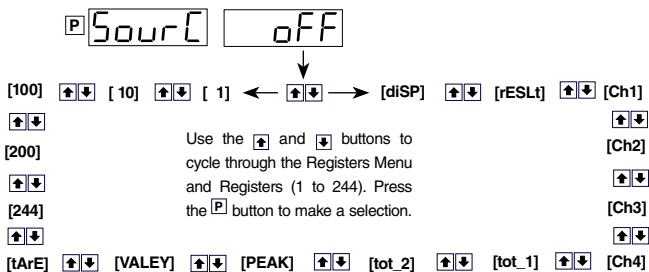 P SourC oFF
[100] [ 10] [ 1] [diSP] [rESLt] [Ch1]
[200] [Ch2]
Use the and buttons to
cycle through the Registers Menu
and Registers (1 to 244). Press
the P button to make a selection.
[244] [Ch3]
[tArE] [VALEY] [PEAK] [tot_2] [tot_1] [Ch4]